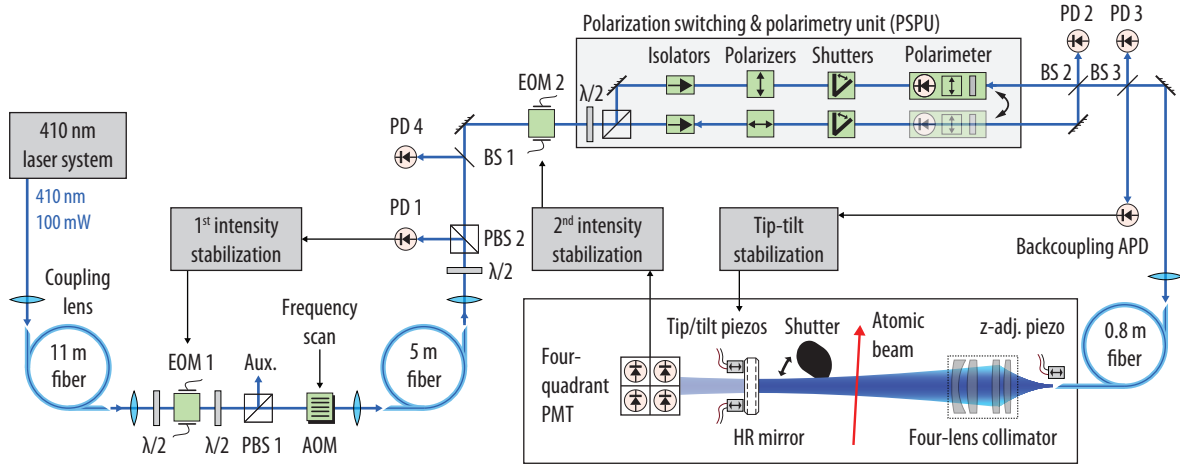 Polarization switching & polarimetry unit (PSPU)
PD 2
PD 3
Isolators
Polarizers
Shutters
Polarimeter
BS 2
BS 3
EOM 2
λ/2
410 nm
laser system
PD 4
BS 1
410 nm
100 mW
1st intensity
stabilization
PD 1
PBS 2
2nd intensity
stabilization
Tip-tilt
stabilization
Backcoupling APD
λ/2
Coupling
lens
Frequency
scan
11 m
fiber
EOM 1
Aux.
5 m
fiber
λ/2
λ/2
PBS 1
AOM
Tip/tilt piezos
Shutter
Atomic
beam
z-adj. piezo
0.8 m
fiber
Four-
quadrant
PMT
HR mirror
Four-lens collimator